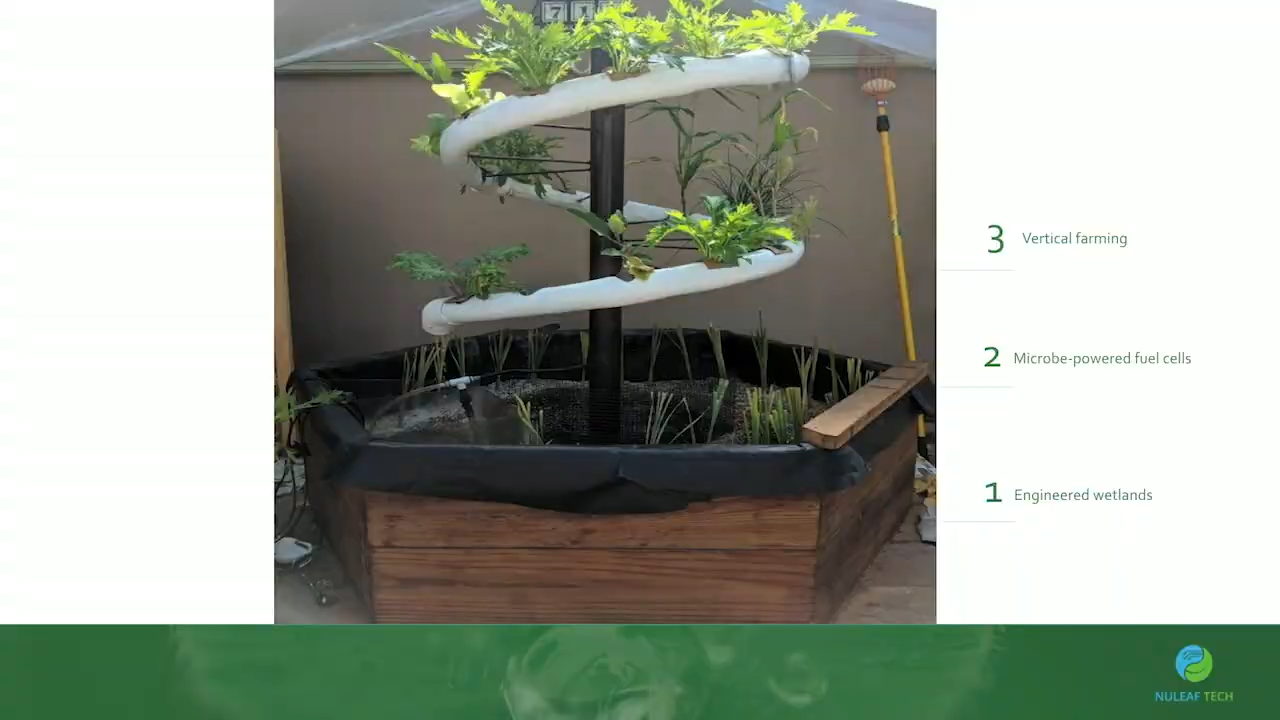 3 Vertical farming
2 Microbe-powered fuel cells
1 Engineered wetlands
NULEAF TECH